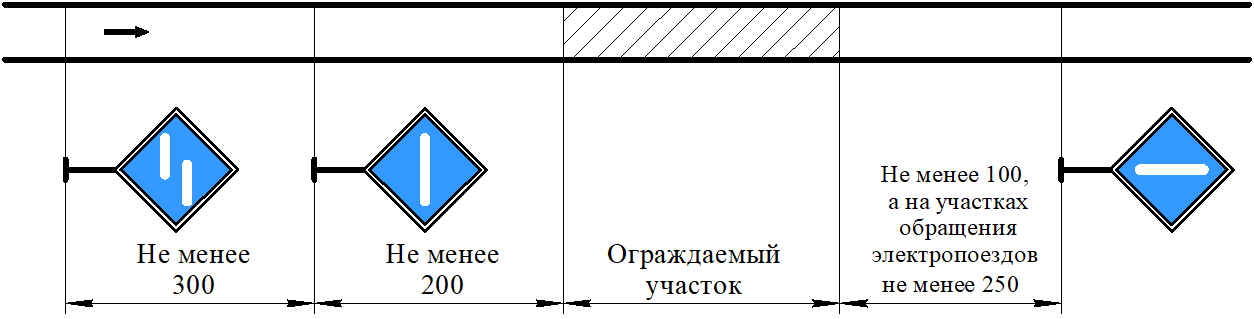 Не менее
300
Не менее
200
Ограждаемый
участок
Не менее 100,
а на участках
обращения
электропоездов
не менее 250